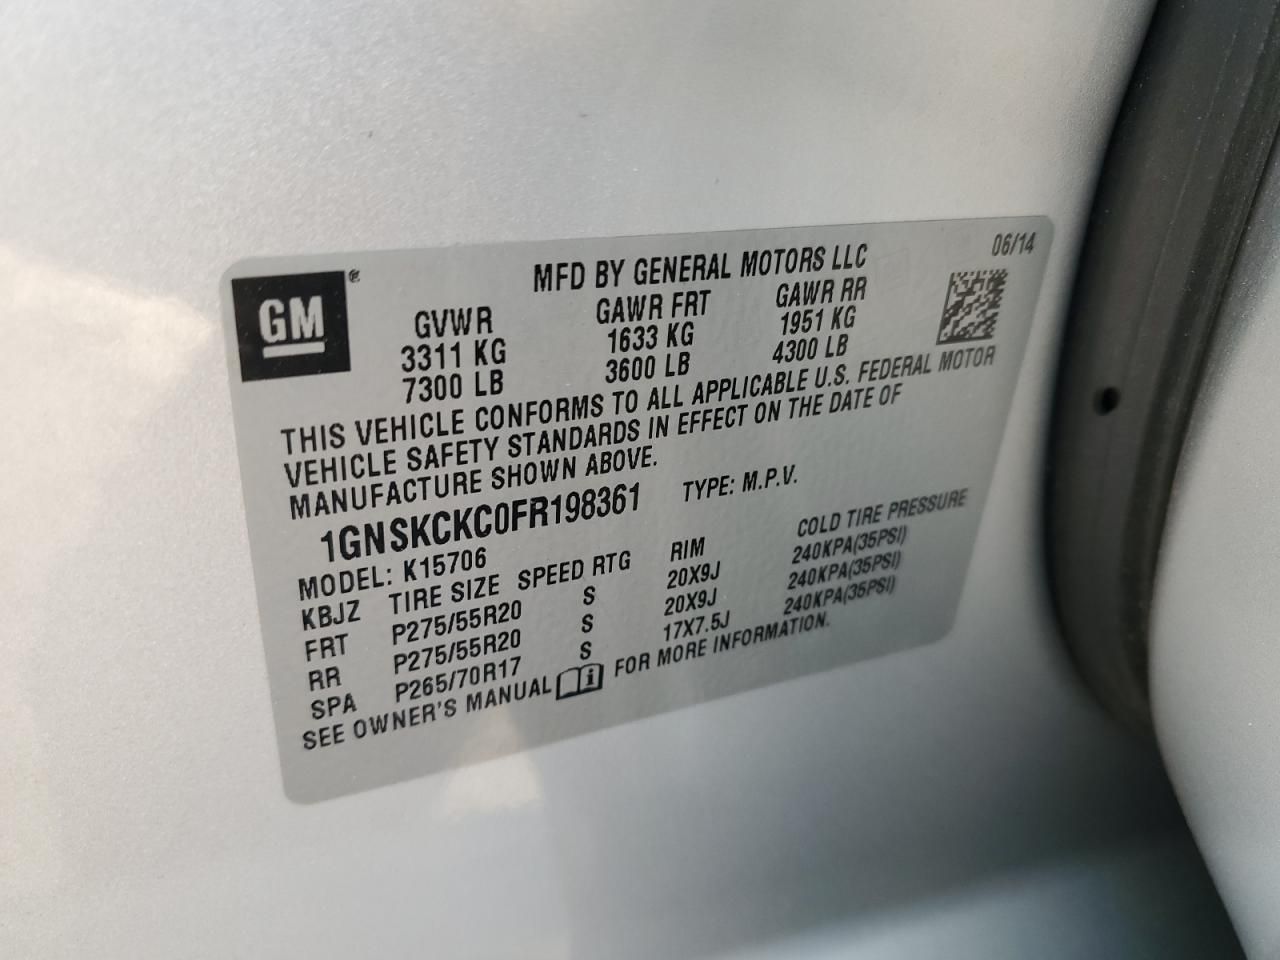 06/14
GM®
MFD BY GENERAL MOTORS LLC
GVWR GAWR FRT GAWR RR
3311 KG 1633 KG 1951 KG
7300 LB 3600 LB 4300 LB
THIS VEHICLE CONFORMS TO ALL APPLICABLE U.S. FEDERAL MOTOR
VEHICLE SAFETY STANDARDS IN EFFECT ON THE DATE OF
MANUFACTURE SHOWN ABOVE.
1GNSKCKC0FR198361 TYPE: M.P.V.
MODEL: K15706
KBJZ TIRE SIZE SPEED RTG RIM COLD TIRE PRESSURE
FRT P275/55R20 S 20X9J 240KPA(35PSI)
RR P275/55R20 S 20X9J 240KPA(35PSI)
SPA P265/70R17 S 17X7.5J 240KPA(35PSI)
SEE OWNER'S MANUAL i FOR MORE INFORMATION.